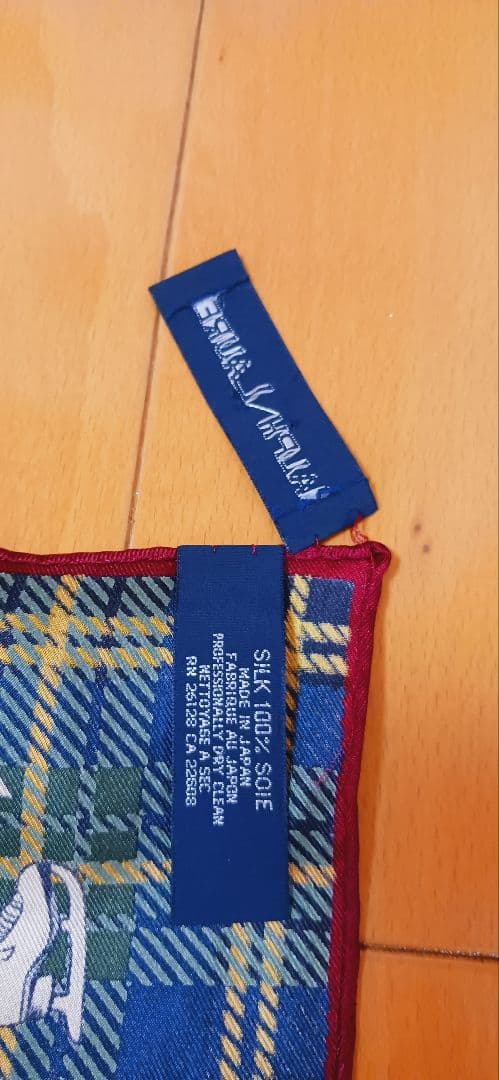 SILK 100% SOIE
MADE IN JAPAN
FABRIQUE AU JAPON
PROFESSIONALLY DRY CLEAN
NETTOYAGE A SEC
RN 26128 CA 22608